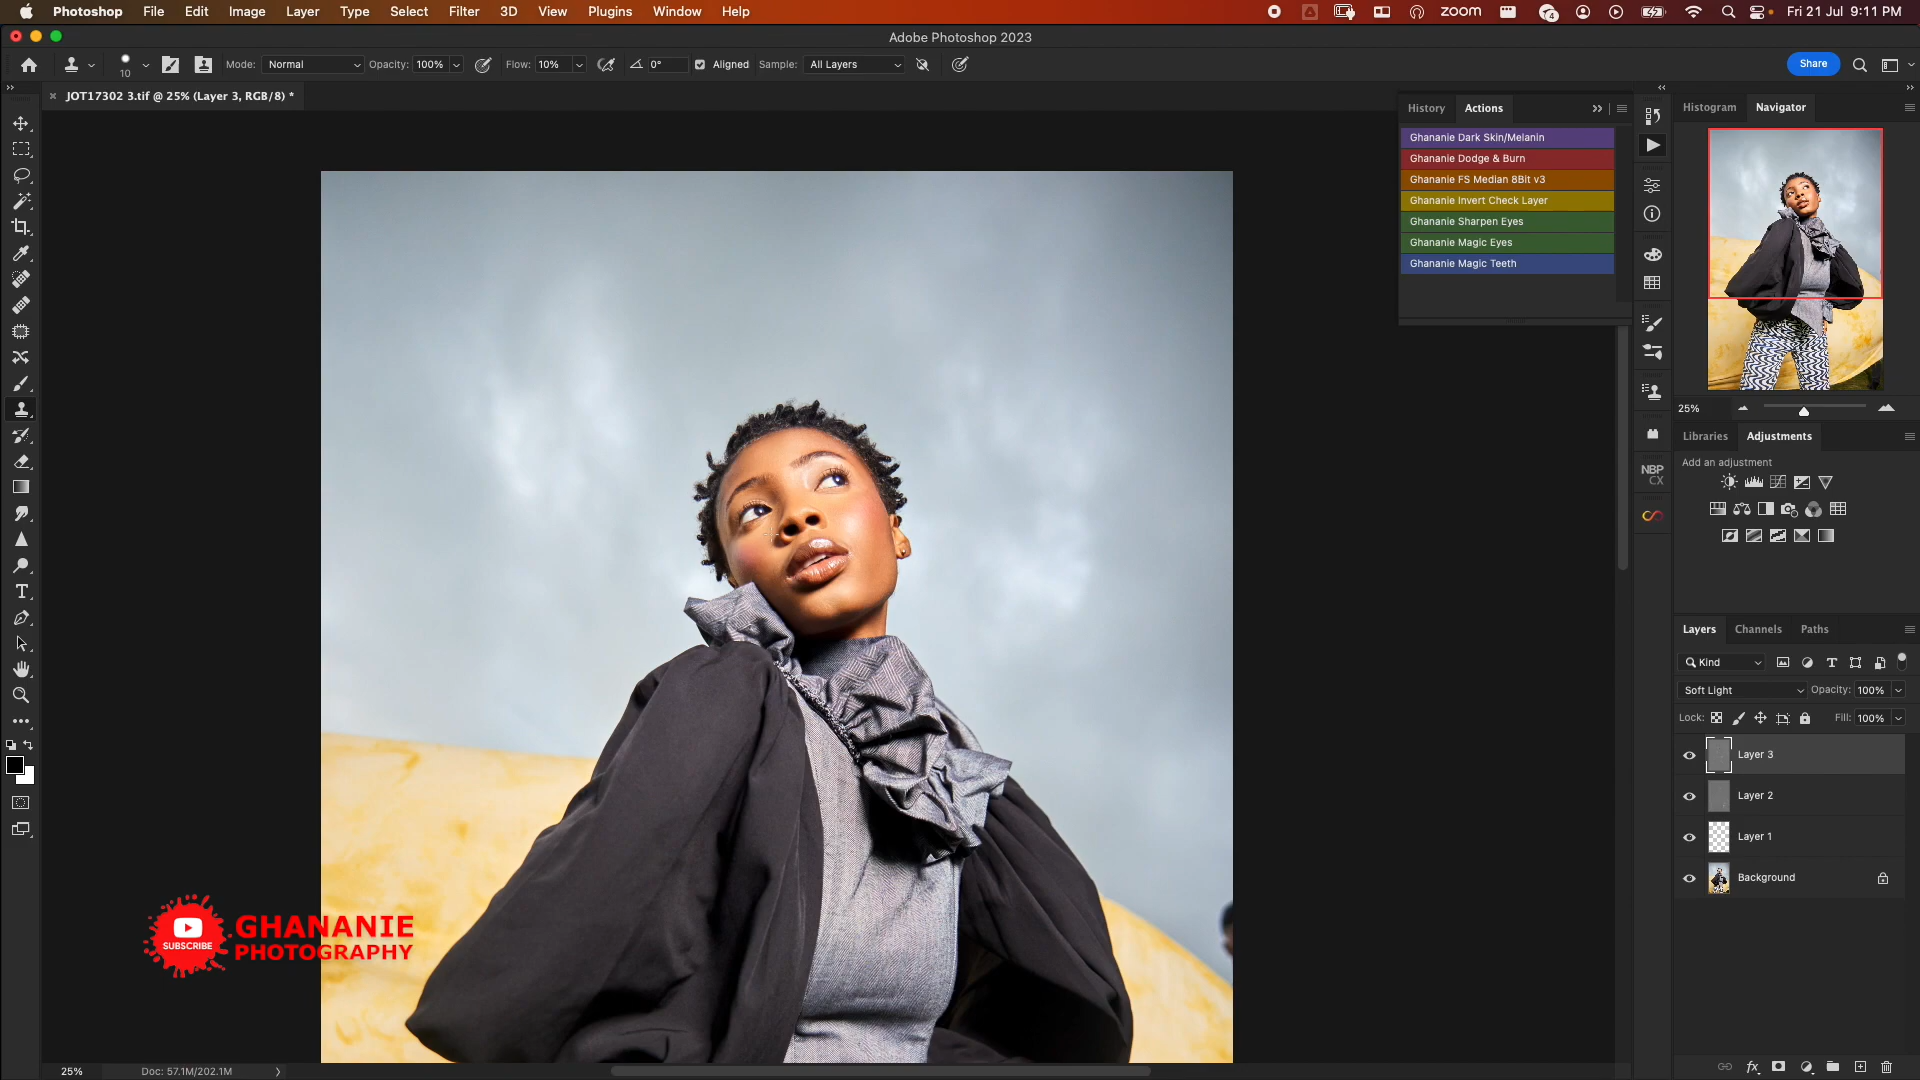 Photoshop File Edit Image Layer Type Select Filter 3D View Plugins Window Help
zoom 4 Fri 21 Jul 9:11 PM
Adobe Photoshop 2023
10 Mode: Normal Opacity: 100% Flow: 10% 0° Aligned Sample: All Layers Share
JOT17302 3.tif @ 25% (Layer 3, RGB/8) *
History Actions
Ghananie Dark Skin/Melanin
Ghananie Dodge & Burn
Ghananie FS Median 8Bit v3
Ghananie Invert Check Layer
Ghananie Sharpen Eyes
Ghananie Magic Eyes
Ghananie Magic Teeth
Histogram Navigator
25%
Libraries Adjustments
Add an adjustment
NBP
CX
Layers Channels Paths
Kind
Soft Light Opacity: 100%
Lock: Fill: 100%
Layer 3
Layer 2
Layer 1
Background
SUBSCRIBE
GHANANIE
PHOTOGRAPHY
25% Doc: 57.1M/202.1M